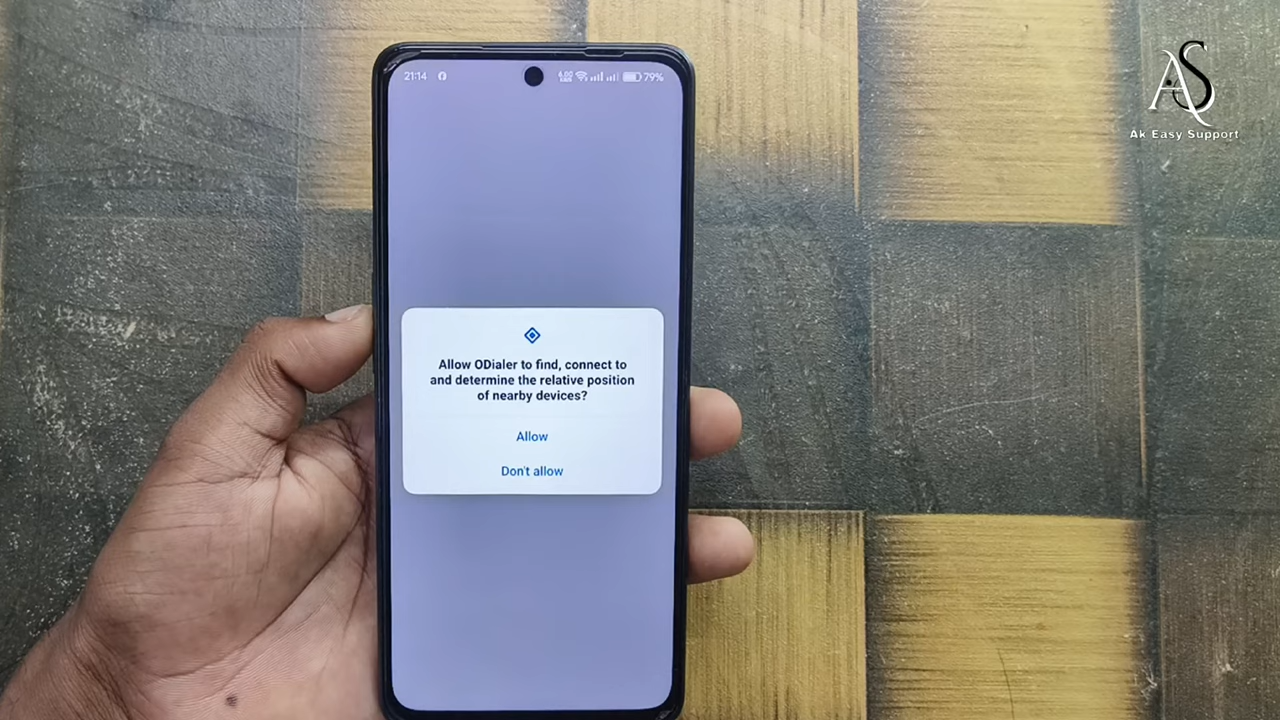 21:14
79%
AS
Ak Easy Support
Allow ODialer to find, connect to
and determine the relative position
of nearby devices?
Allow
Don't allow